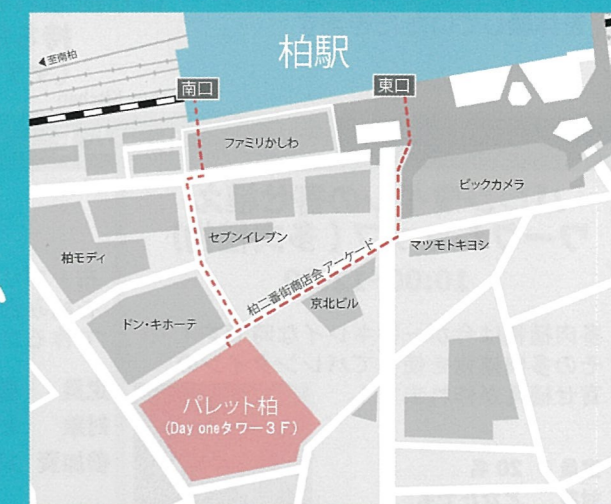 柏駅
◀至南柏
南口
東口
ファミリかしわ
ビックカメラ
セブンイレブン
マツモトキヨシ
柏モディ
柏二番街商店会 アーケード
京北ビル
ドン・キホーテ
パレット柏
(Day oneタワー3F)